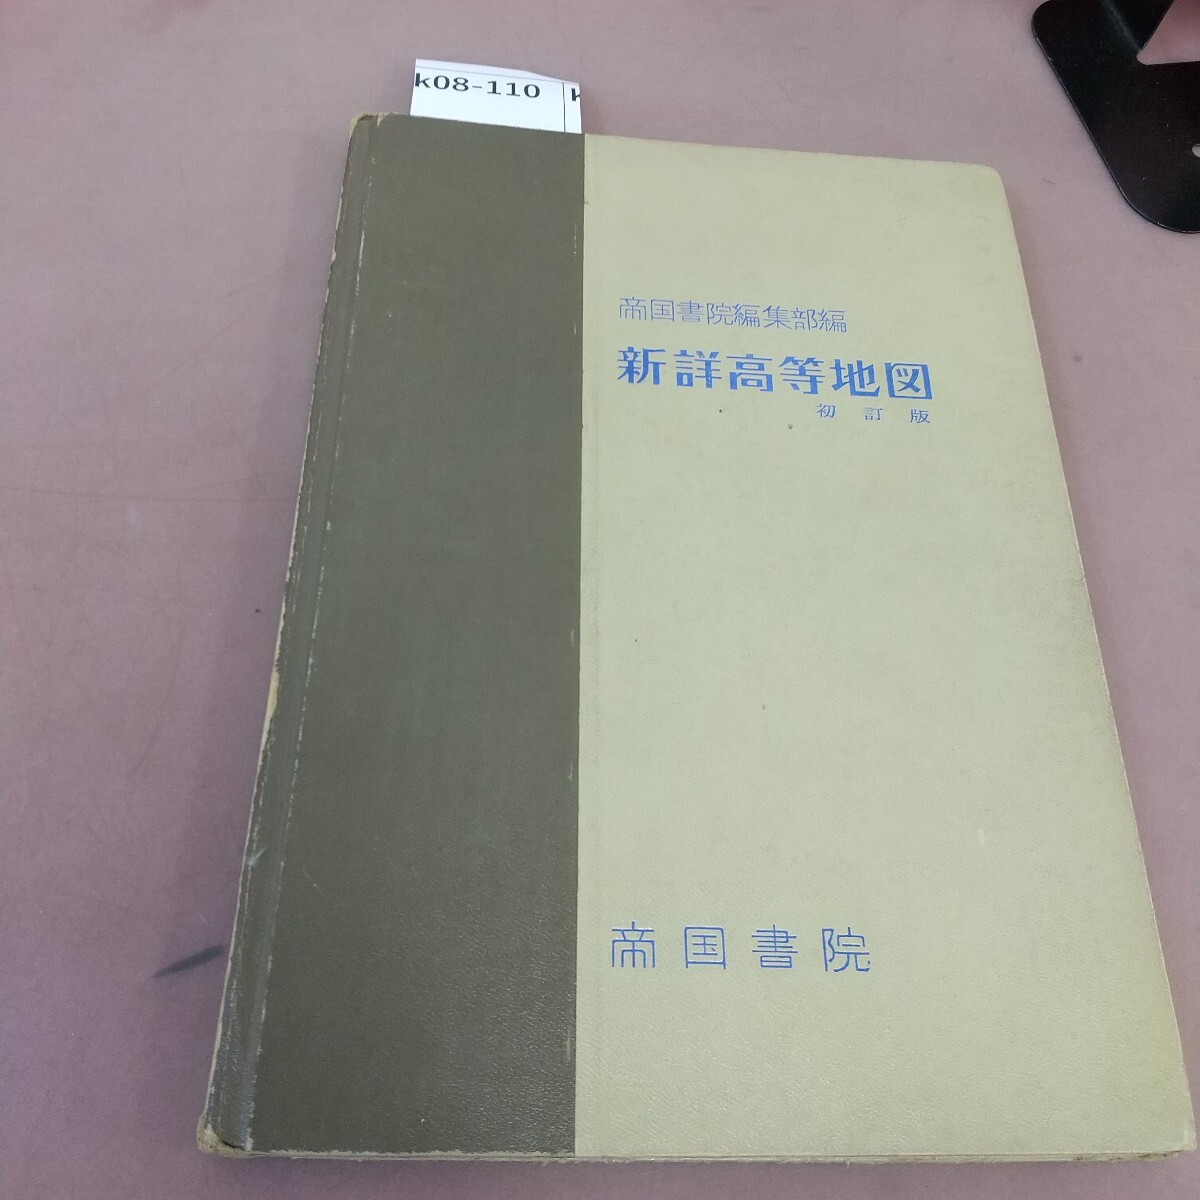 k08-110
帝国書院編集部編
新詳高等地図
初訂版
帝国書院